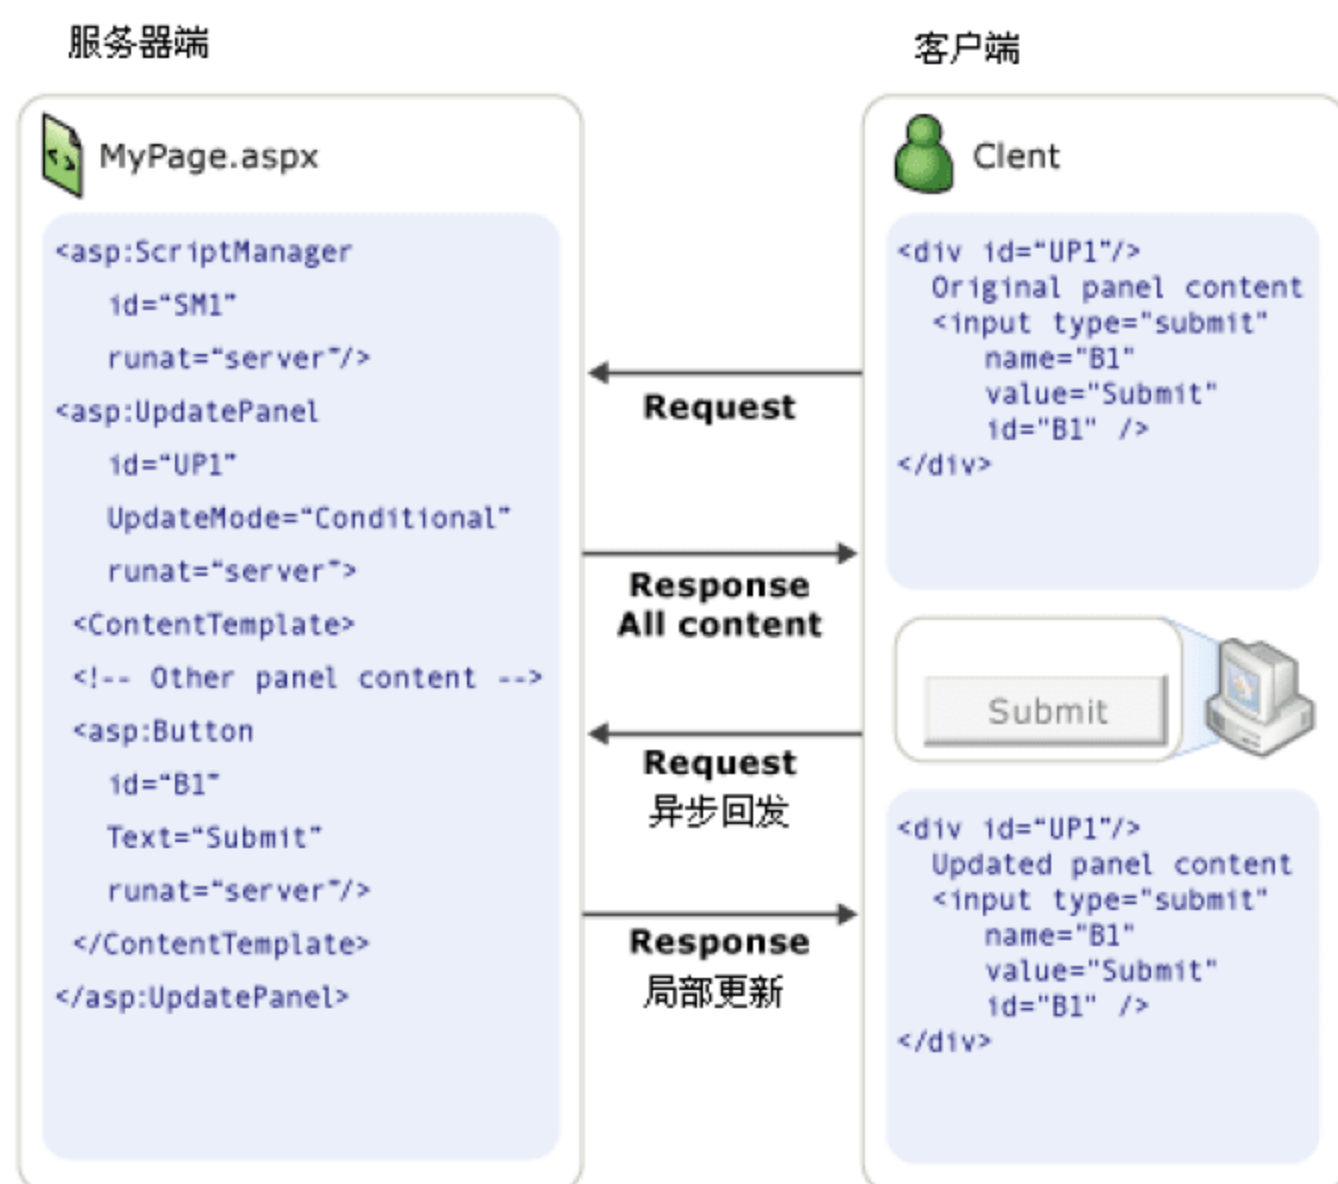 服务器端
MyPage.aspx
<asp:ScriptManager
id=“SM1”
runat=“server”/>
<asp:UpdatePanel
id=“UP1”
UpdateMode=“Conditional”
runat=“server”>
<ContentTemplate>
<!-- Other panel content -->
<asp:Button
id=“B1”
Text=“Submit”
runat=“server”/>
</ContentTemplate>
</asp:UpdatePanel>
Request
Response
All content
Request
异步回发
Response
局部更新
客户端
Clent
<div id=“UP1”/>
Original panel content
<input type="submit"
name="B1"
value="Submit"
id="B1" />
</div>
Submit
<div id=“UP1”/>
Updated panel content
<input type="submit"
name="B1"
value="Submit"
id="B1" />
</div>